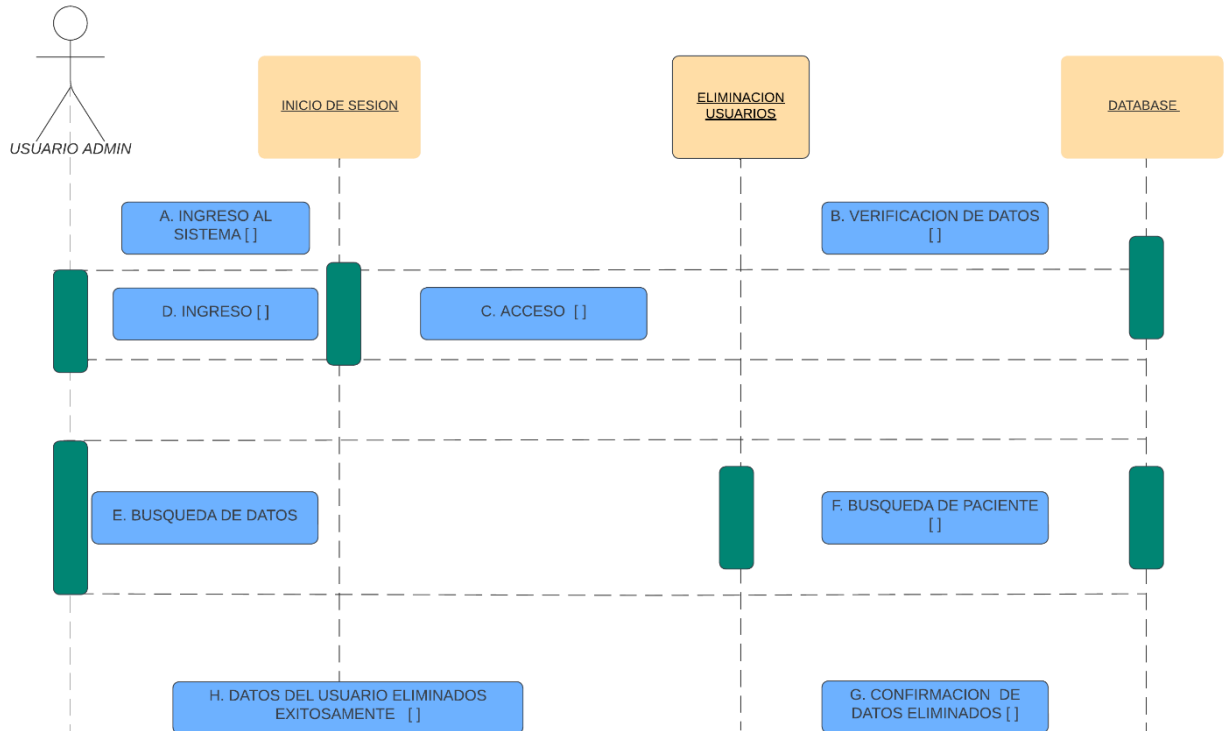 USUARIO ADMIN
INICIO DE SESION
ELIMINACION
USUARIOS
DATABASE
A. INGRESO AL
SISTEMA [ ]
B. VERIFICACION DE DATOS
[ ]
D. INGRESO [ ]
C. ACCESO [ ]
E. BUSQUEDA DE DATOS
F. BUSQUEDA DE PACIENTE
[ ]
H. DATOS DEL USUARIO ELIMINADOS
EXITOSAMENTE [ ]
G. CONFIRMACION DE
DATOS ELIMINADOS [ ]